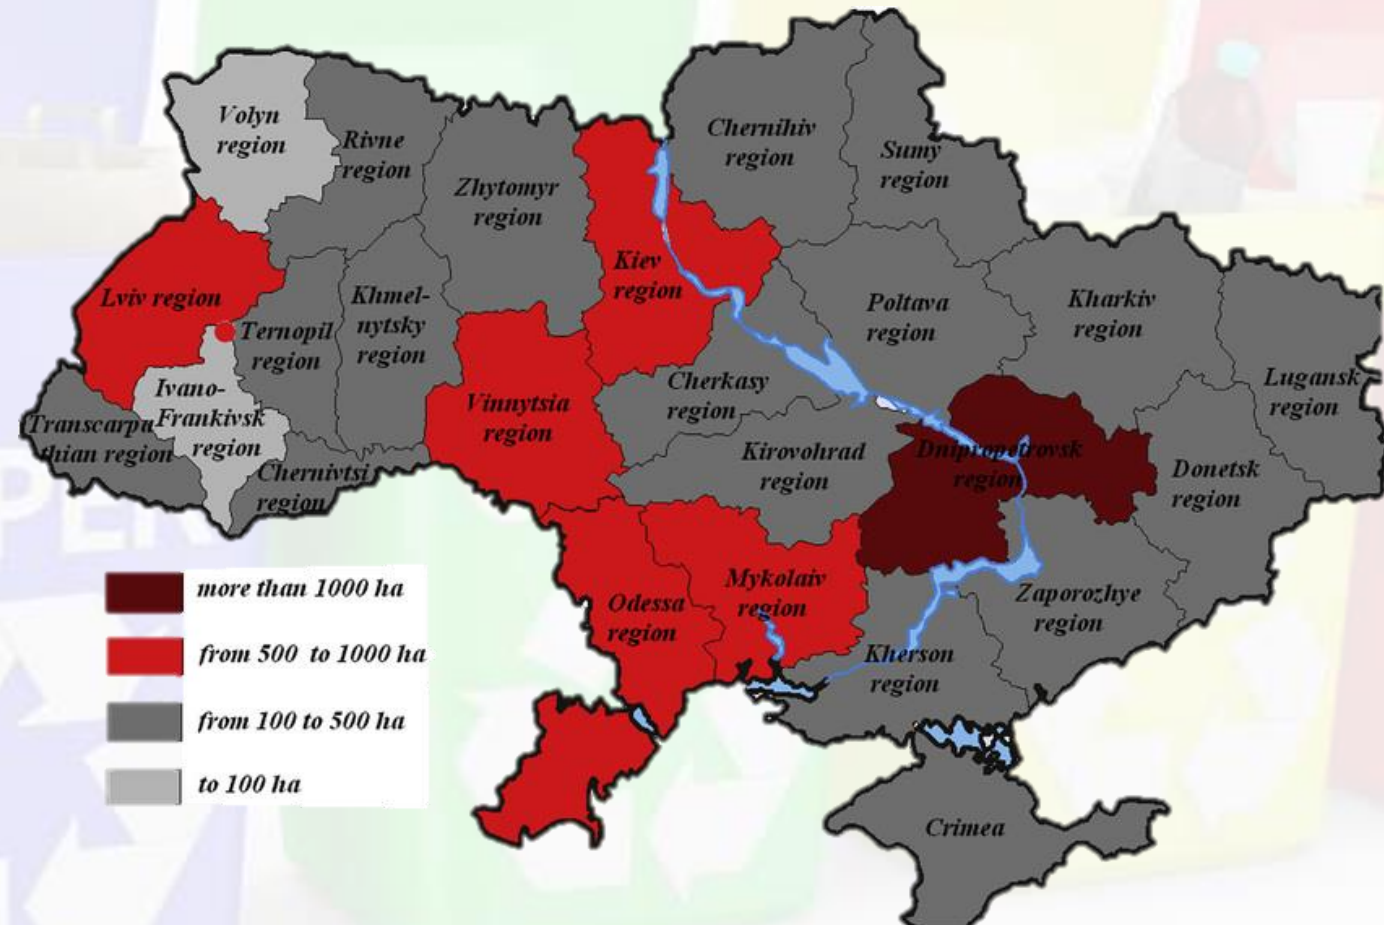 Volyn
region
Rivne
region
Zhytomyr
region
Chernihiv
region
Sumy
region
Kiev
region
Lviv region
Khmel-
nytsky
region
Ternopil
region
Poltava
region
Kharkiv
region
Lugansk
region
Ivano-
Frankivsk
region
Vinnytsia
region
Cherkasy
region
Transcarpa
thian region
Chernivtsi
region
Kirovohrad
region
Dnipropetrovsk
region
Donetsk
region
Odessa
region
Mykolaiv
region
Zaporozhye
region
Kherson
region
Crimea
more than 1000 ha
from 500 to 1000 ha
from 100 to 500 ha
to 100 ha